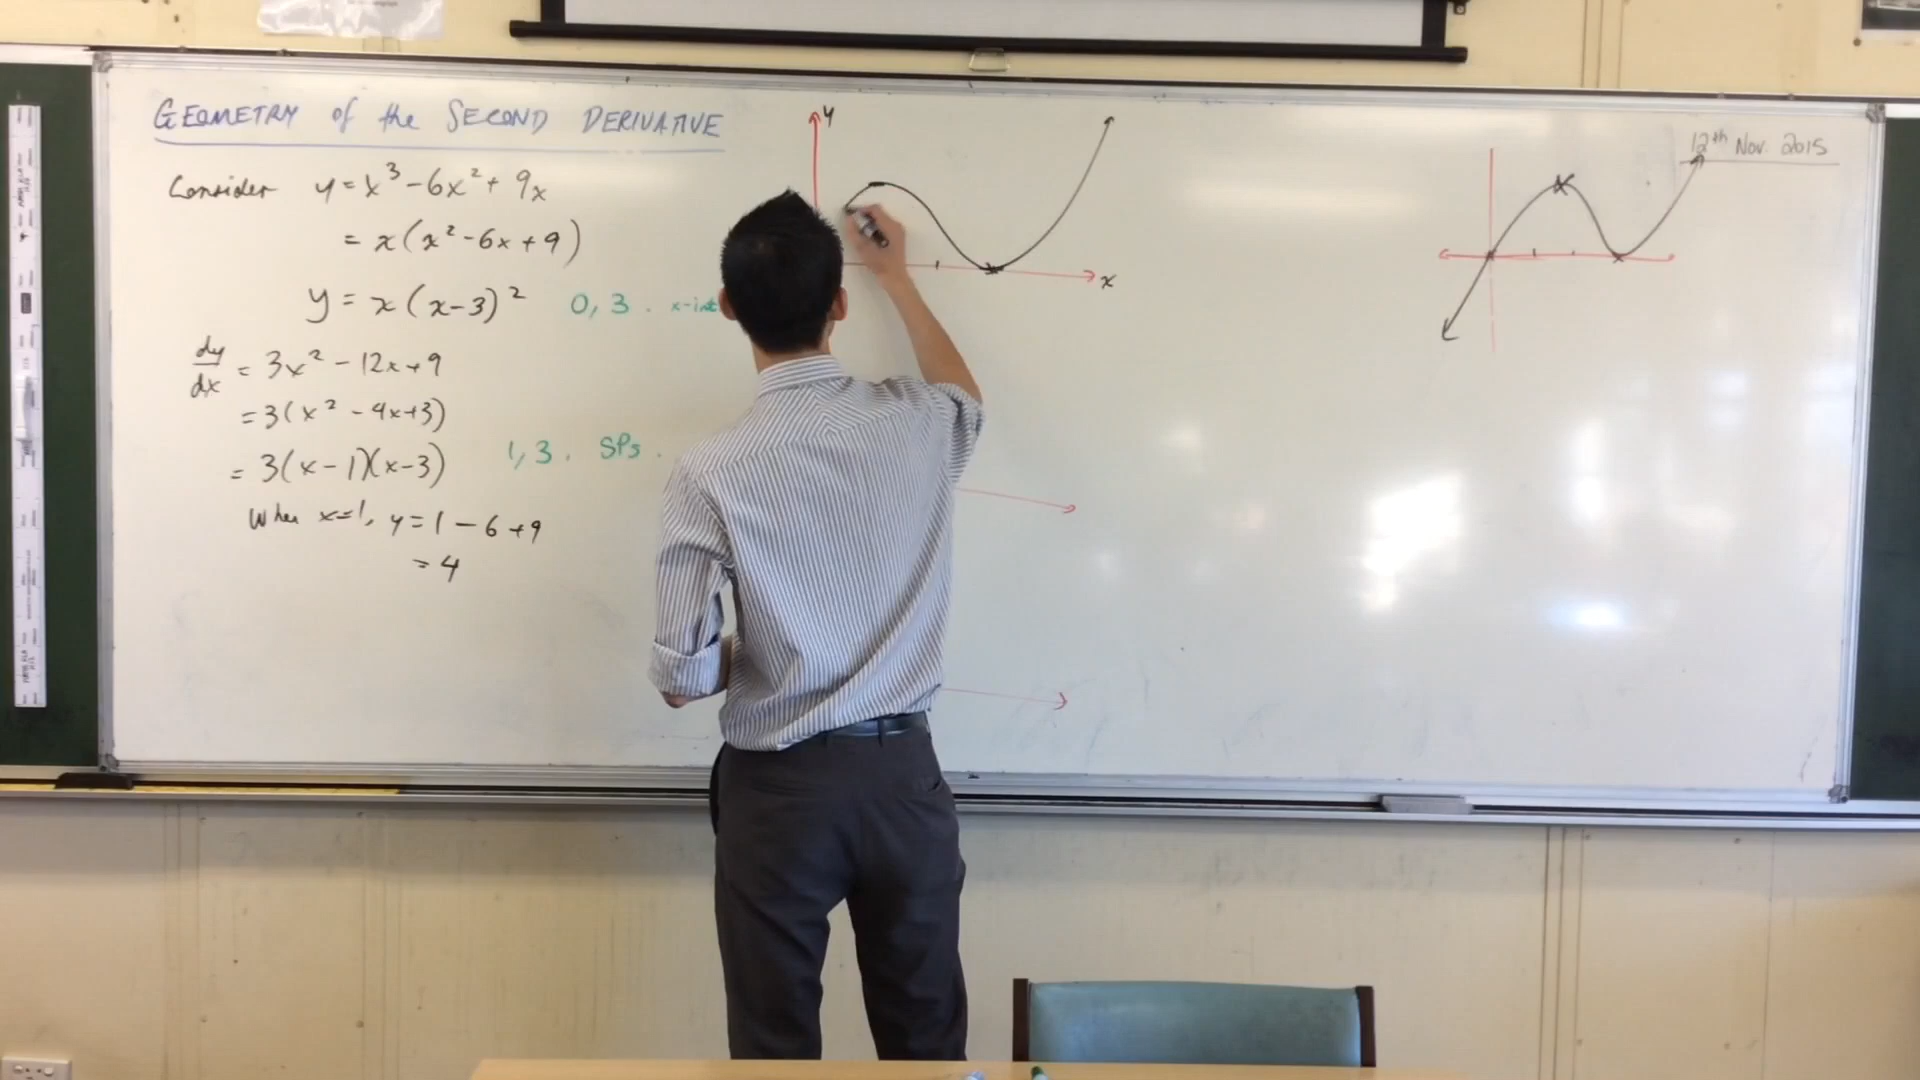 GEOMETRY of the SECOND DERIVATIVE
Consider y = x³ - 6x² + 9x
= x(x² - 6x + 9)
y = x(x-3)² 0, 3. x-int
dy/dx = 3x² - 12x + 9
= 3(x² - 4x + 3)
= 3(x - 1)(x - 3) 1, 3. SPs.
When x=1, y = 1 - 6 + 9
= 4
y
x
12th Nov. 2015